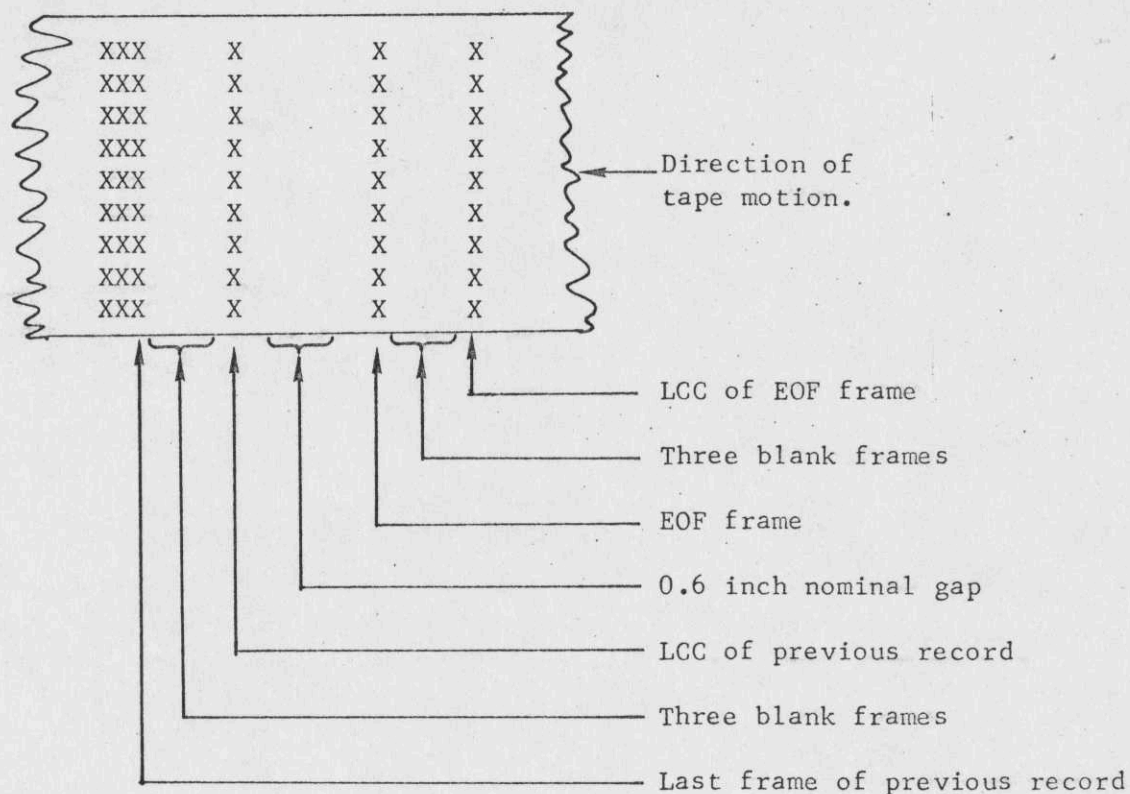 XXX X X X
XXX X X X
XXX X X X
XXX X X X
XXX X X X
XXX X X X
XXX X X X
XXX X X X
XXX X X X
Direction of
tape motion.
LCC of EOF frame
Three blank frames
EOF frame
0.6 inch nominal gap
LCC of previous record
Three blank frames
Last frame of previous record